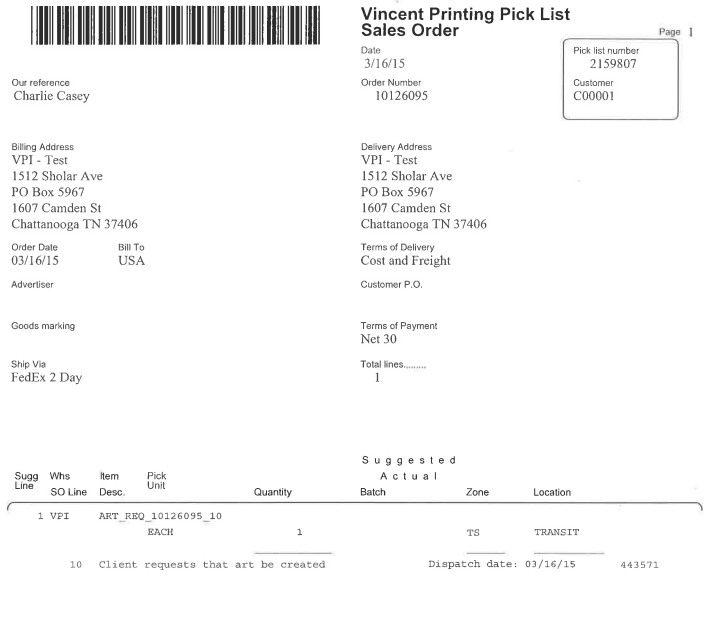 Vincent Printing Pick List
Sales Order
Page 1
Date
3/16/15
Pick list number
2159807
Our reference
Charlie Casey
Order Number
10126095
Customer
C00001
Billing Address
VPI - Test
1512 Sholar Ave
PO Box 5967
1607 Camden St
Chattanooga TN 37406
Delivery Address
VPI - Test
1512 Sholar Ave
PO Box 5967
1607 Camden St
Chattanooga TN 37406
Order Date Bill To
03/16/15 USA
Terms of Delivery
Cost and Freight
Advertiser
Customer P.O.
Goods marking
Terms of Payment
Net 30
Ship Via
FedEx 2 Day
Total lines.........
1
Suggested
Actual
Sugg Whs Item Pick
Line Unit
SO Line Desc. Quantity Batch Zone Location
1 VPI ART_REQ_10126095_10
EACH 1 TS TRANSIT
10 Client requests that art be created Dispatch date: 03/16/15 443571